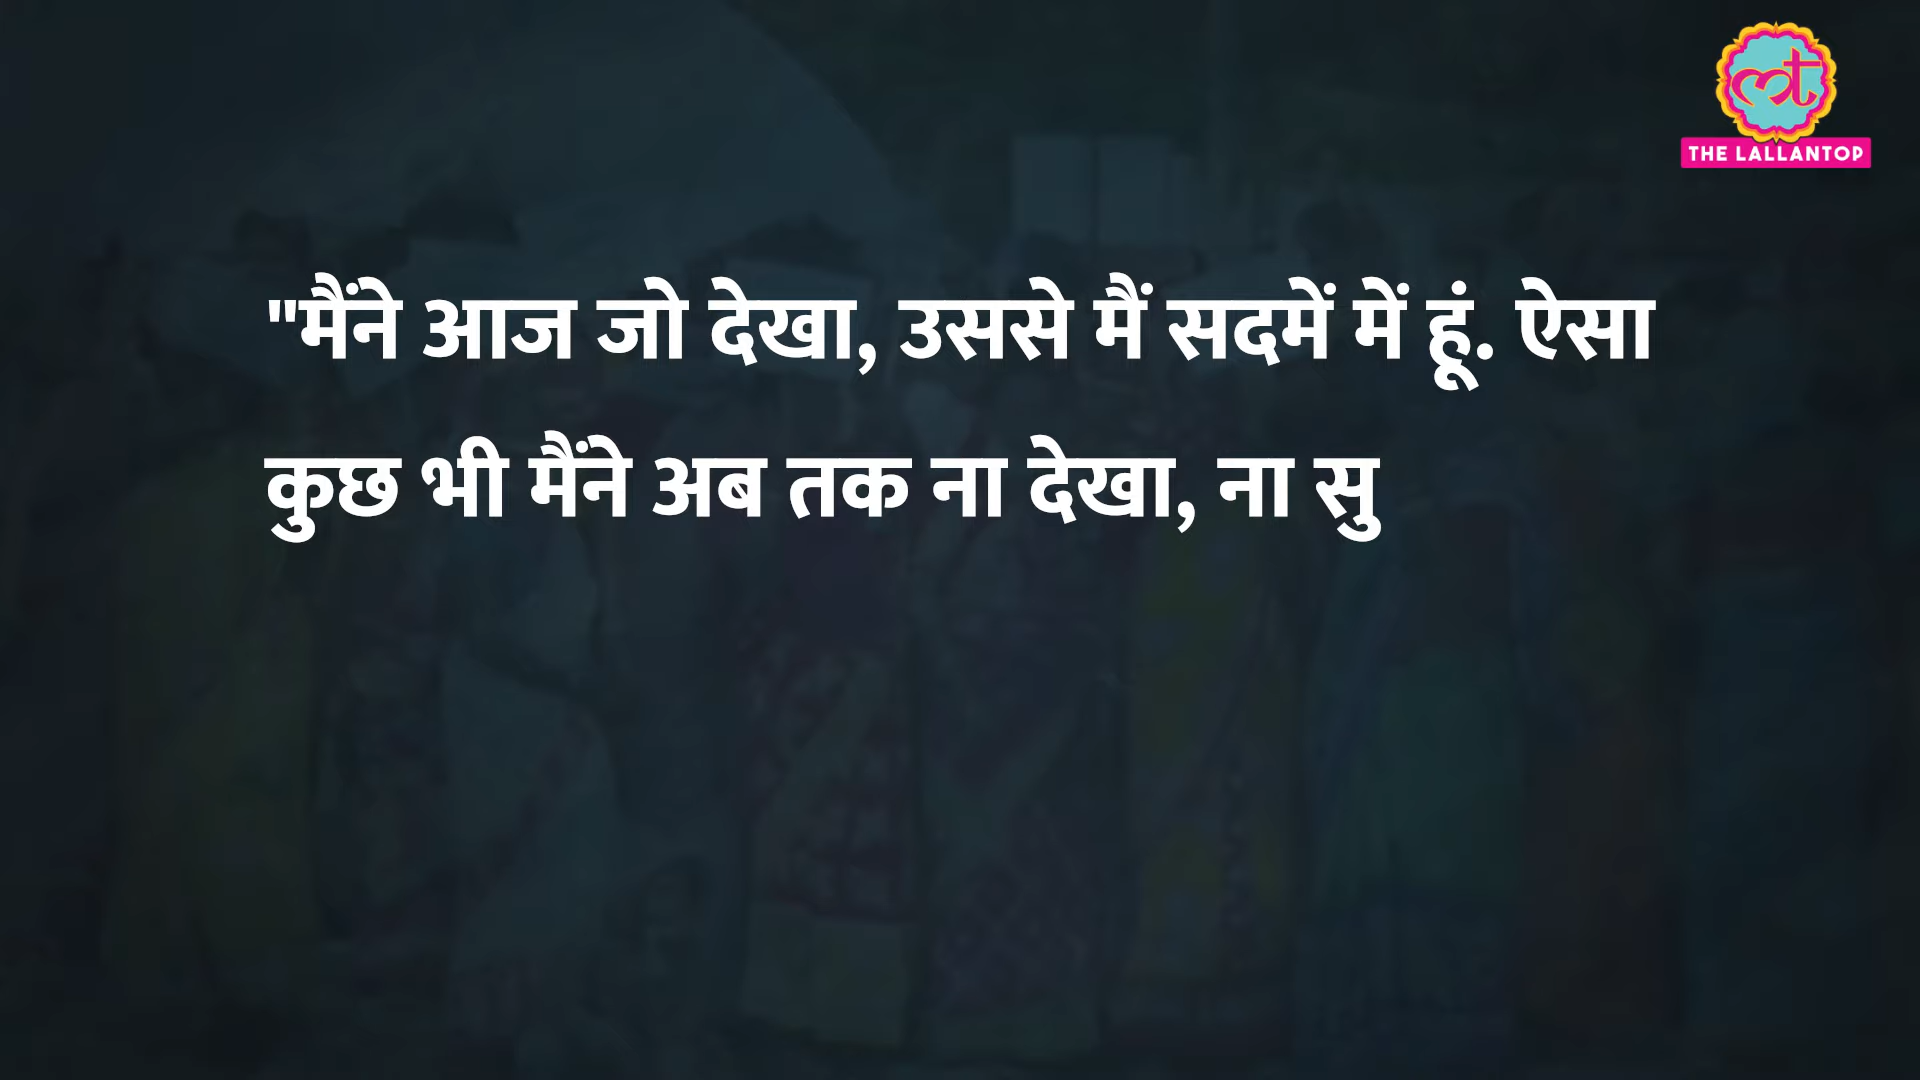 THE LALLANTOP
"मैंने आज जो देखा, उससे मैं सदमें में हूं. ऐसा
कुछ भी मैंने अब तक ना देखा, ना सु